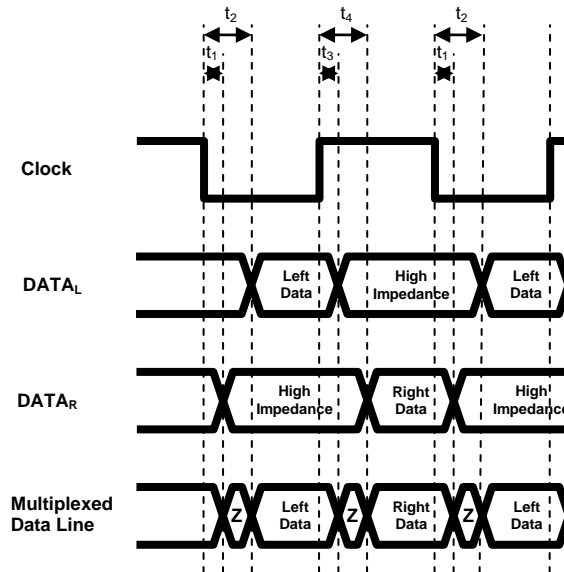 t2 t4 t2
t1 t3 t1
Clock
DATAL Left Data High Impedance Left Data
DATAR High Impedance Right Data High Impedance
Multiplexed Data Line Z Left Data Z Right Data Z Left Data